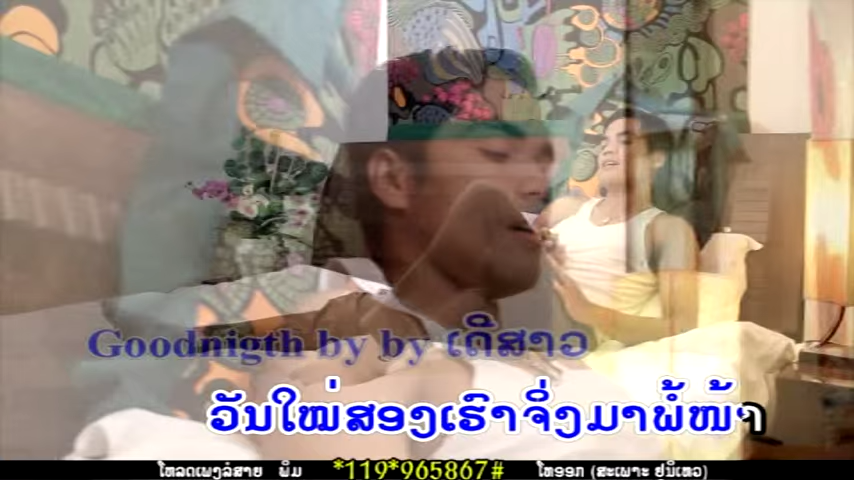 Goodnigth by by ເດີສາວ
ວັນໃໝ່ສອງເຮົາຈິ່ງມາພໍ້ໜ້າ
ໂຫລດເພງລໍສາຍ ພິມ *119*965867# ໂທອອກ (ສະເພາະ ຢູນິເທວ)